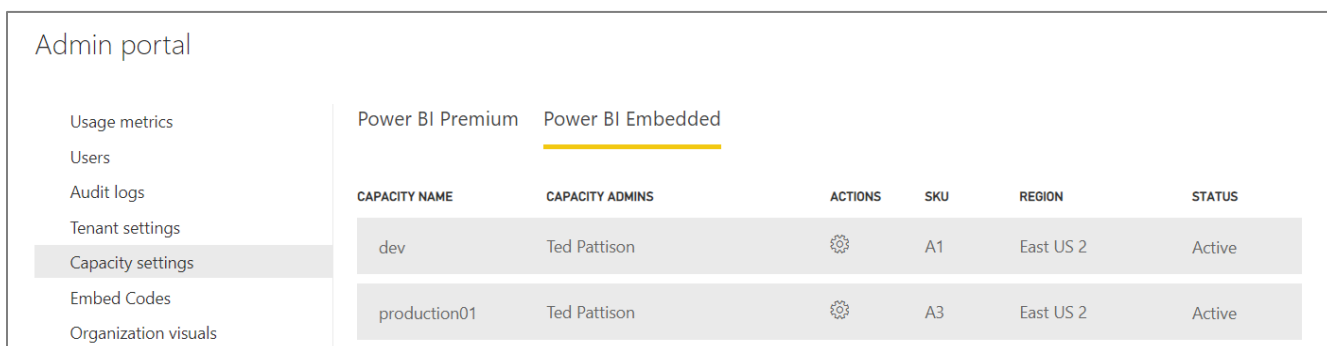 Admin portal
Usage metrics
Users
Audit logs
Tenant settings
Capacity settings
Embed Codes
Organization visuals
Power BI Premium Power BI Embedded
CAPACITY NAME CAPACITY ADMINS ACTIONS SKU REGION STATUS
dev Ted Pattison A1 East US 2 Active
production01 Ted Pattison A3 East US 2 Active